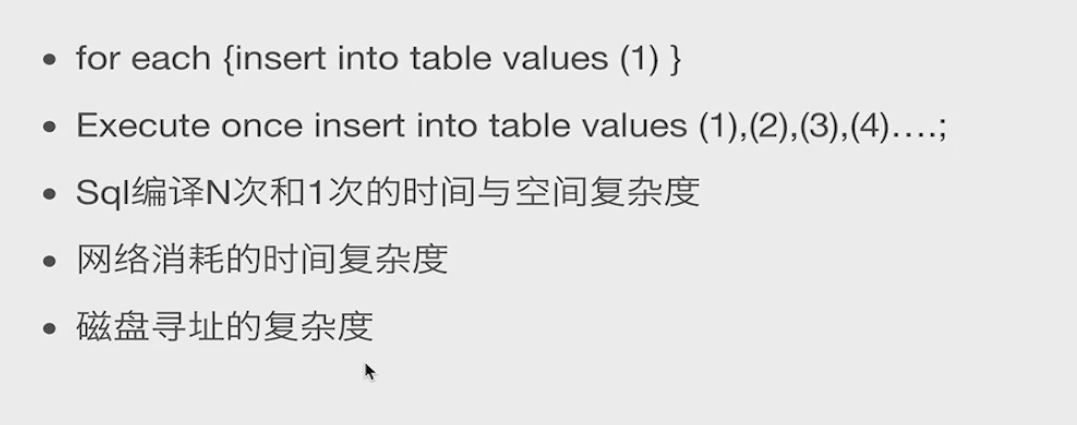 • for each {insert into table values (1) }
• Execute once insert into table values (1),(2),(3),(4)….;
• Sql编译N次和1次的时间与空间复杂度
• 网络消耗的时间复杂度
• 磁盘寻址的复杂度